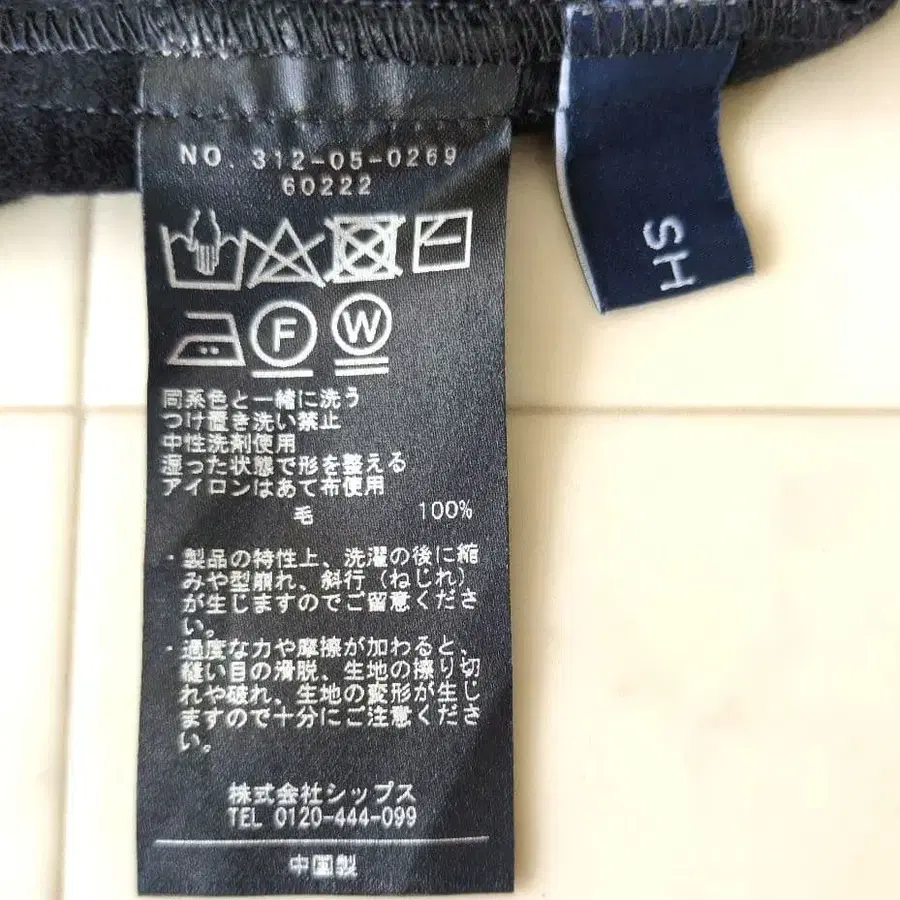 NO. 312-05-0269
60222
SH
F
W
同系色と一緒に洗う
つけ置き洗い禁止
中性洗剤使用
湿った状態で形を整える
アイロンはあて布使用
毛 100%
・製品の特性上、洗濯の後に縮
みや型崩れ、斜行(ねじれ)
が生じますのでご留意くださ
い。
・過度な力や摩擦が加わると、
縫い目の滑脱、生地の擦り切
れや破れ、生地の変形が生じ
ますので十分にご注意くださ
い。
株式会社シップス
TEL 0120-444-099
中国製